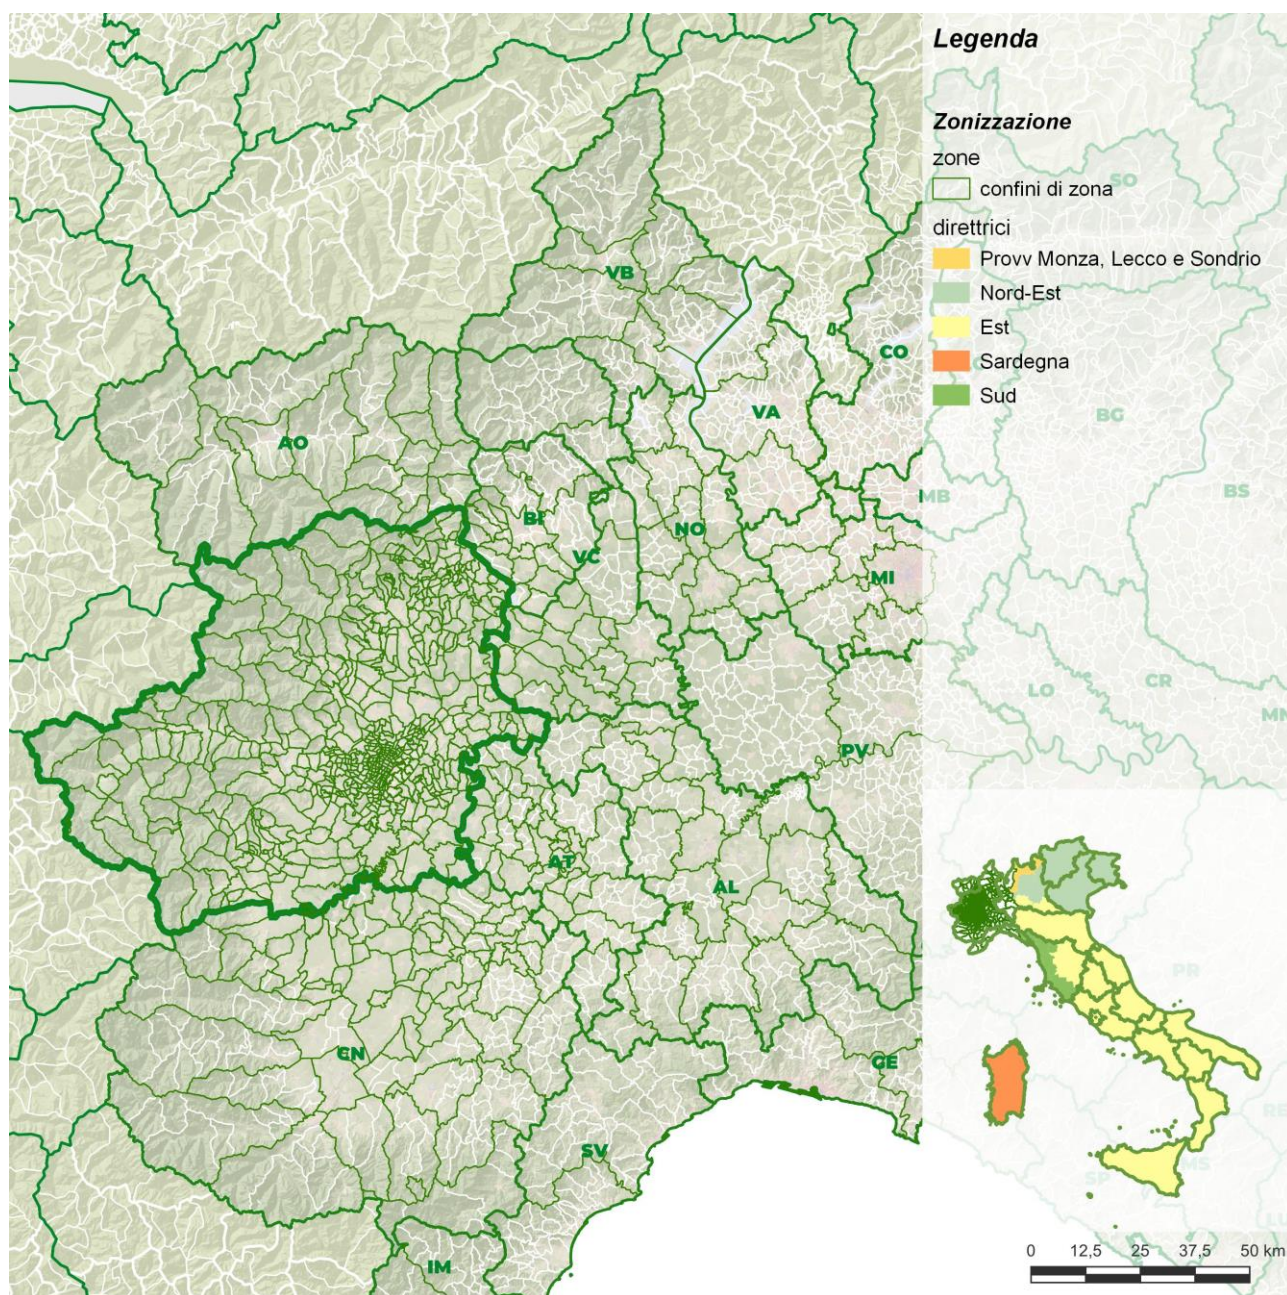 Legenda
Zonizzazione
zone
confini di zona
direttrici
Provv Monza, Lecco e Sondrio
Nord-Est
Est
Sardegna
Sud
SO
VB
CO
VA
BG
AO
BS
MB
BI
NO
VC
MI
LO
CR
PV
AT
AL
PR
CN
GE
SV
MS
SP
IM
0 12,5 25 37,5 50 km